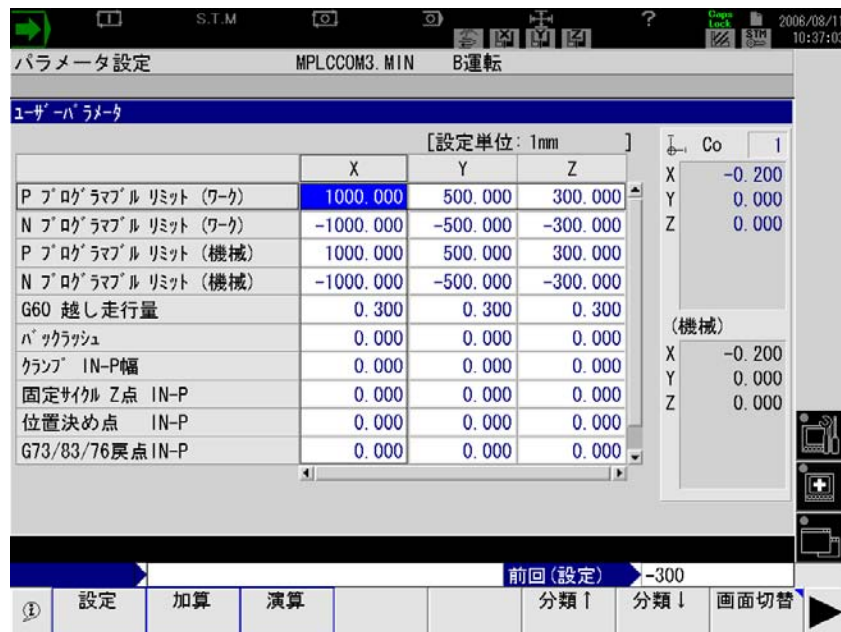 S.T.M ? Caps Lock 2006/08/11
STM 10:37:03
パラメータ設定 MPLCCOM3.MIN B運転
ﾕｰｻﾞｰﾊﾟﾗﾒｰﾀ
[設定単位: 1mm ] Co 1
X Y Z
P ﾌﾟﾛｸﾞﾗﾏﾌﾞﾙ ﾘﾐｯﾄ (ﾜｰｸ) 1000.000 500.000 300.000
N ﾌﾟﾛｸﾞﾗﾏﾌﾞﾙ ﾘﾐｯﾄ (ﾜｰｸ) -1000.000 -500.000 -300.000
P ﾌﾟﾛｸﾞﾗﾏﾌﾞﾙ ﾘﾐｯﾄ (機械) 1000.000 500.000 300.000
N ﾌﾟﾛｸﾞﾗﾏﾌﾞﾙ ﾘﾐｯﾄ (機械) -1000.000 -500.000 -300.000
G60 越し走行量 0.300 0.300 0.300
ﾊﾞｯｸﾗｯｼｭ 0.000 0.000 0.000
ｸﾗﾝﾌﾟ IN-P幅 0.000 0.000 0.000
固定ｻｲｸﾙ Z点 IN-P 0.000 0.000 0.000
位置決め点 IN-P 0.000 0.000 0.000
G73/83/76戻点IN-P 0.000 0.000 0.000
X -0.200
Y 0.000
Z 0.000
(機械)
X -0.200
Y 0.000
Z 0.000
前回(設定) -300
設定 加算 演算 分類↑ 分類↓ 画面切替